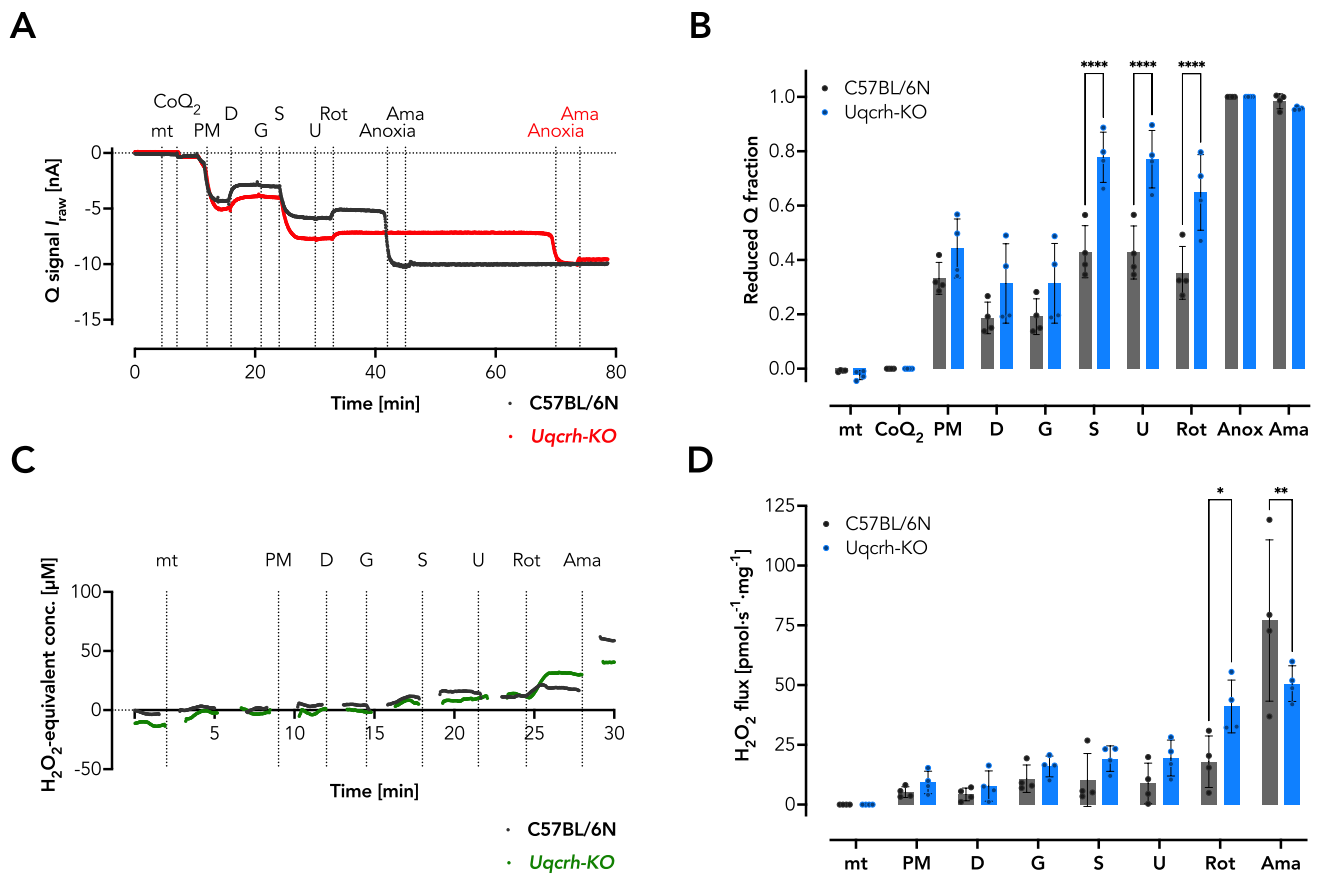 A
CoQ2 D S Rot Ama Ama
mt PM G U Anoxia Anoxia
Q signal Iraw [nA]
0
-5
-10
-15
0 20 40 60 80
Time [min]
C57BL/6N
Uqcrh-KO
B
**** **** ****
C57BL/6N
Uqcrh-KO
Reduced Q fraction
1.0
0.8
0.6
0.4
0.2
0.0
mt CoQ2 PM D G S U Rot Anox Ama
C
mt PM D G S U Rot Ama
H2O2-equivalent conc. [µM]
100
50
0
-50
5 10 15 20 25 30
Time [min]
C57BL/6N
Uqcrh-KO
D
* **
C57BL/6N
Uqcrh-KO
H2O2 flux [pmol·s-1·mg-1]
125
100
75
50
25
0
mt PM D G S U Rot Ama